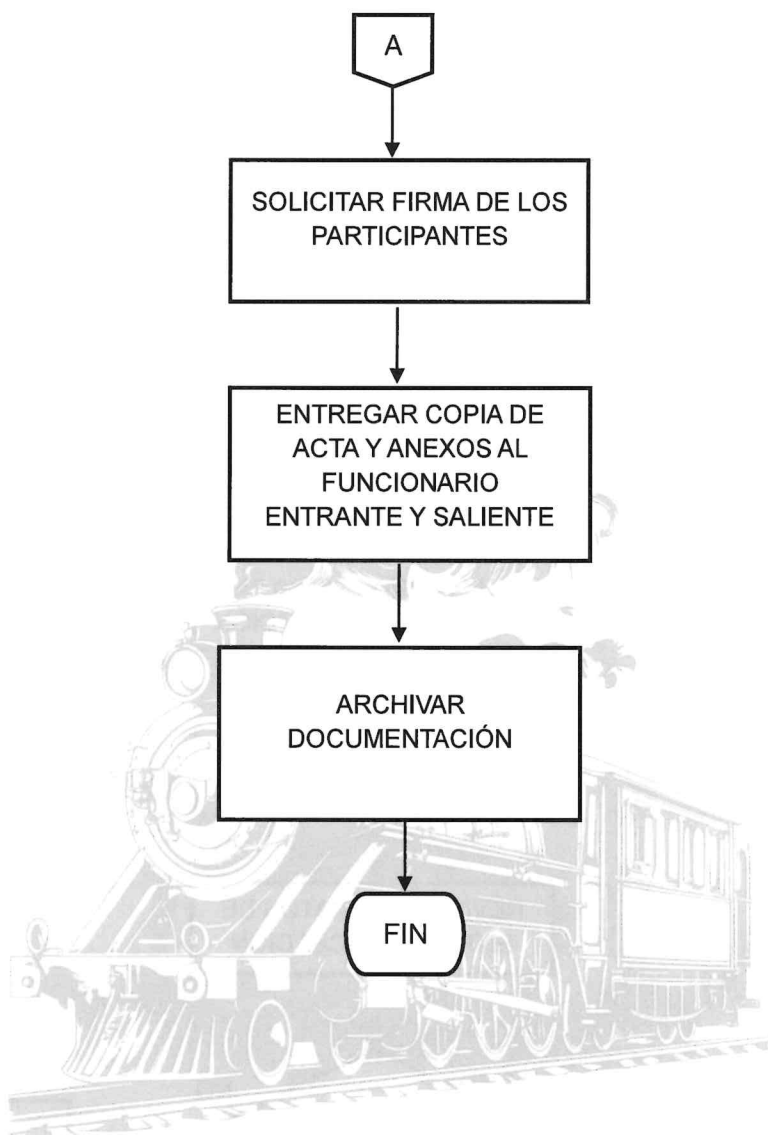 A
SOLICITAR FIRMA DE LOS
PARTICIPANTES
ENTREGAR COPIA DE
ACTA Y ANEXOS AL
FUNCIONARIO
ENTRANTE Y SALIENTE
ARCHIVAR
DOCUMENTACIÓN
FIN